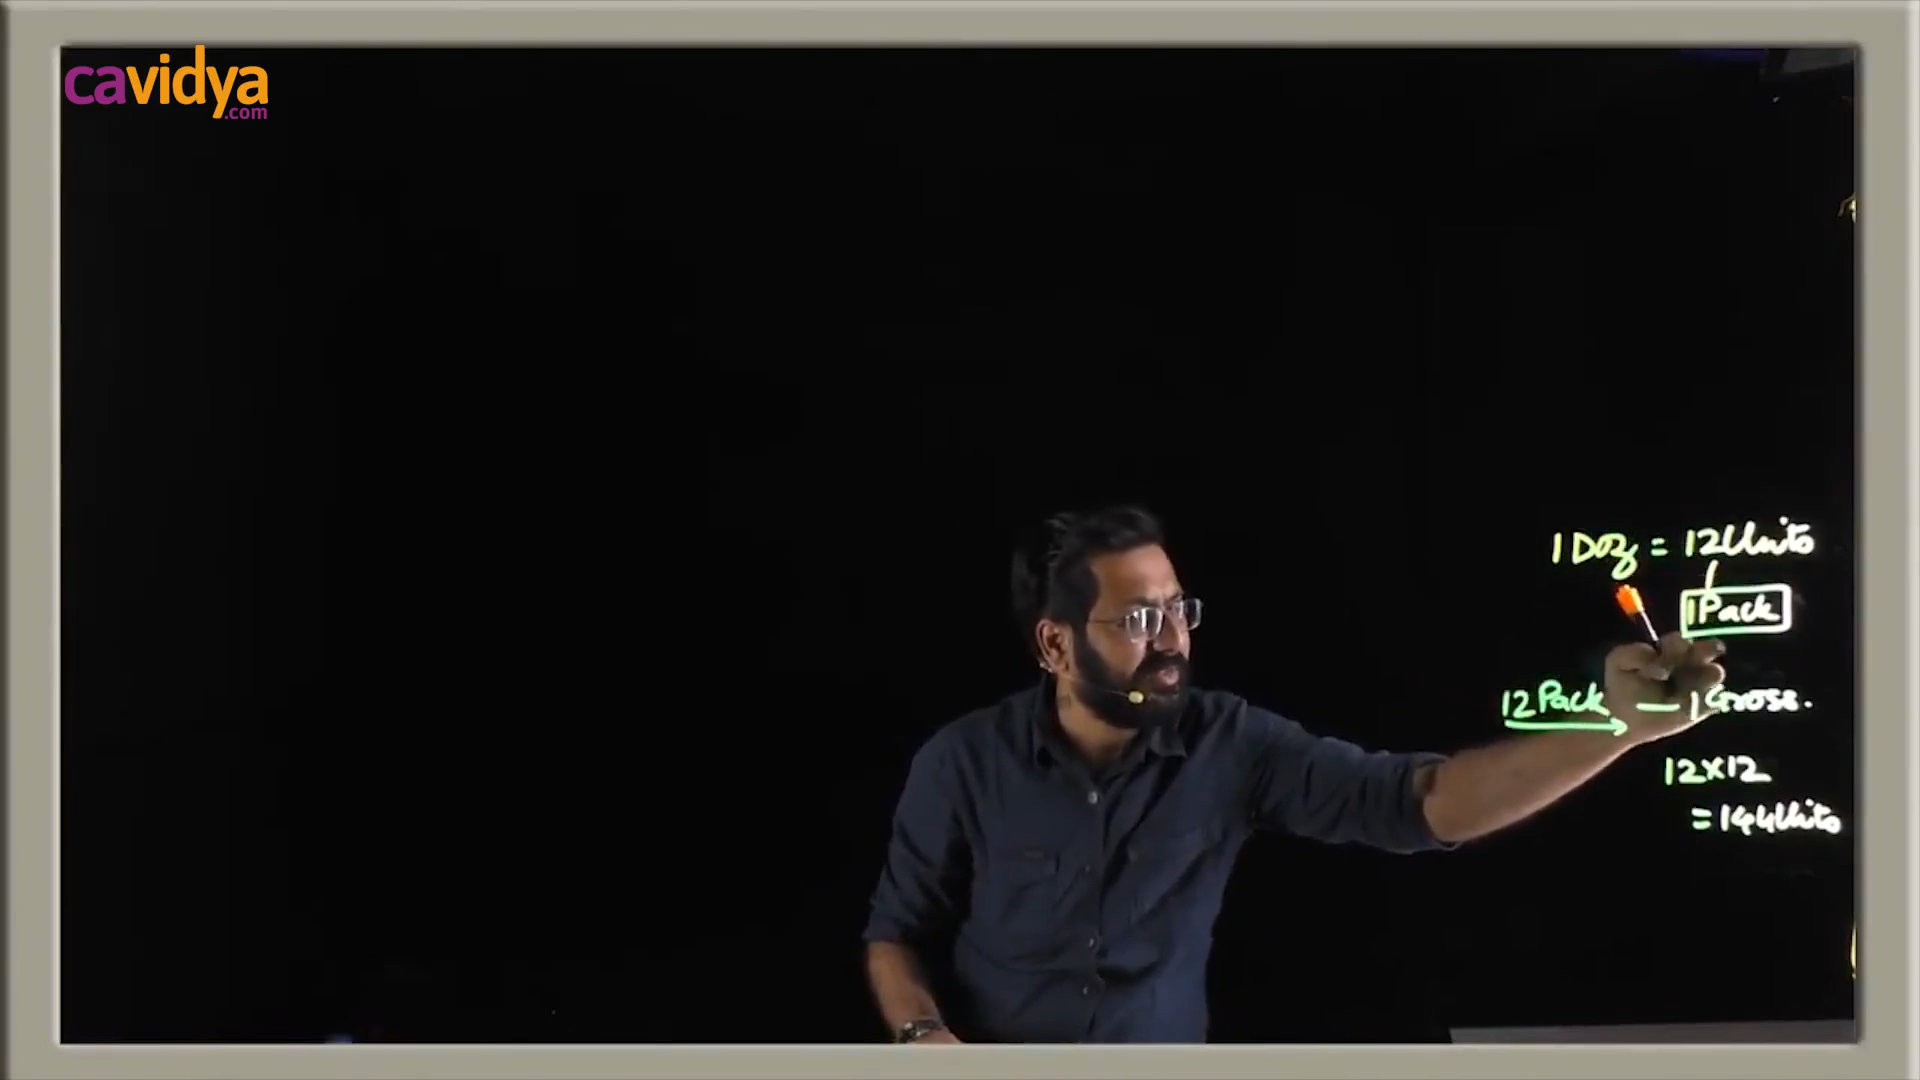 cavidya
.com
1 Doz = 12 Units
1 Pack
12 Pack — 1 Gross.
12x12
= 144 Units